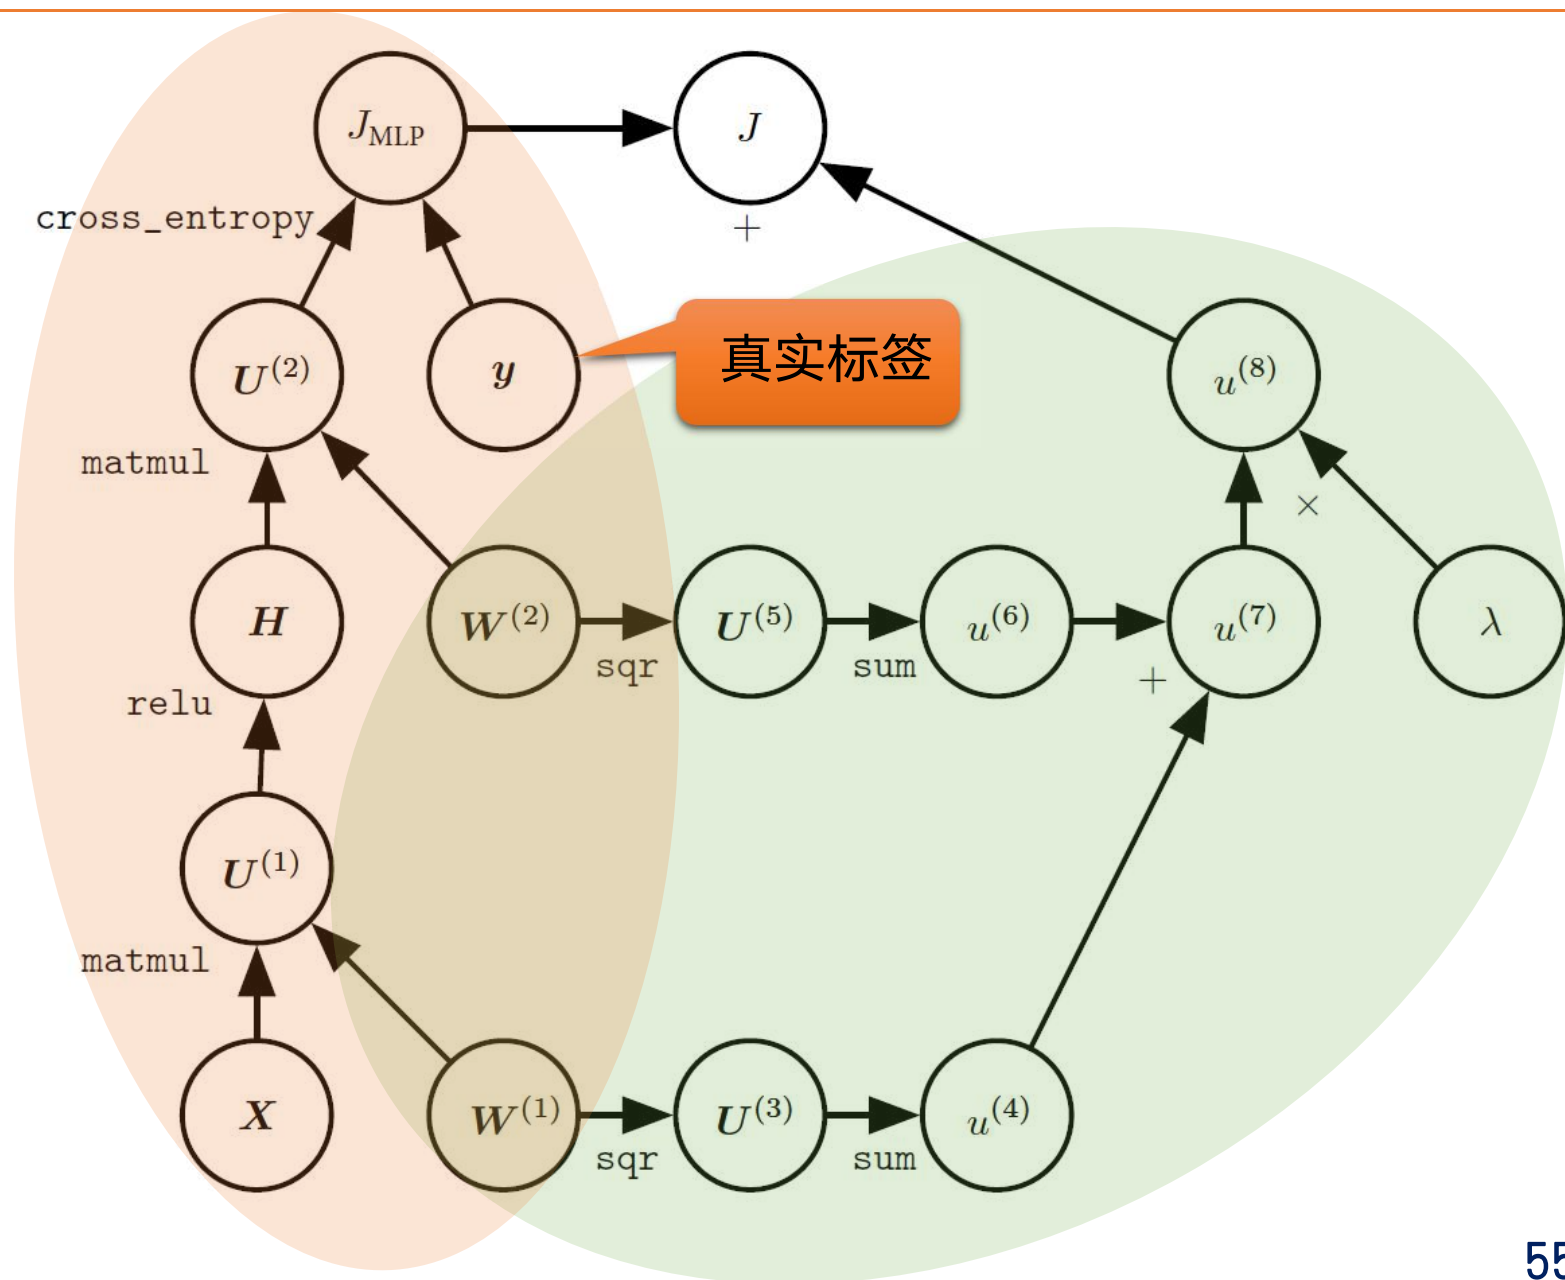 J_MLP
J
cross_entropy
+
U^(2)
y
真实标签
u^(8)
matmul
×
H
W^(2)
sqr
U^(5)
sum
u^(6)
+
u^(7)
λ
relu
U^(1)
matmul
X
W^(1)
sqr
U^(3)
sum
u^(4)
55